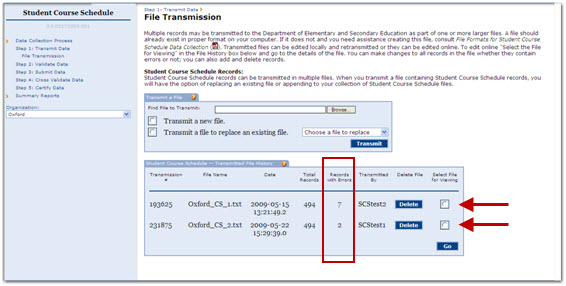 Student Course Schedule
Data Collection Process
Step 1: Transmit Data
File Transmission
Step 2: Validate Data
Step 3: Submit Data
Step 4: Cross Validate Data
Step 5: Certify Data
Summary Reports
Organization:
Oxford
Step 1: Transmit Data
File Transmission
Multiple records may be transmitted to the Department of Elementary and Secondary Education as part of one or more larger files. A file should
already exist in proper format on your computer. If it does not and you need assistance creating this file, consult File Formats for Student Course
Schedule Data Collection ( ). Transmitted files can be edited locally and retransmitted or they can be edited online. To edit online "Select the File
for Viewing" in the File History box below and go to the details of the file. You can make changes to all records in the file whether they contain
errors or not; you can also add and delete records.
Student Course Schedule Records:
Student Course Schedule records can be transmitted in multiple files. When you transmit a file containing Student Course Schedule records, you
will have the option of replacing an existing file or appending to your collection of Student Course Schedule files.
Transmit a File
Find File to Transmit: Browse...
Transmit a new file.
Transmit a file to replace an existing file. Choose a file to replace
Transmit
Student Course Schedule -- Transmitted File History
Transmission # File Name Date Total Records Records with Errors Transmitted By Delete File Select File for Viewing
193625 Oxford_CS_1.txt 2009-05-15 13:21:49.2 494 7 SCStest2 Delete
231875 Oxford_CS_2.txt 2009-05-22 15:29:39.0 494 2 SCStest1 Delete
Go